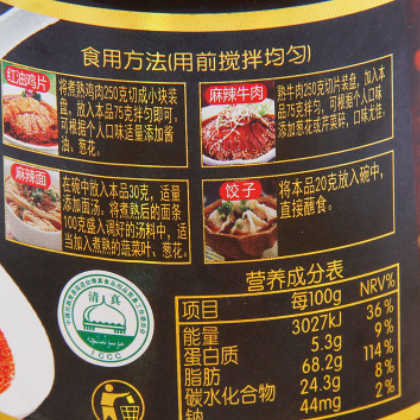 食用方法(用前搅拌均匀)
红油鸡片
将煮熟鸡肉250克切成小块装
盘，放入本品75克拌匀即可。
可根据个人口味适量添加酱
油、葱花。
麻辣牛肉
熟牛肉250克切片装盘，加入本
品75克拌匀，可根据个人口味
添加葱花或芹菜碎，口味尤佳。
麻辣面
在碗中放入本品30克，适量
添加面汤。将煮熟后的面条
100克盛入调好的汤料中，适
当加入煮熟的蔬菜叶、葱花。
饺子
将本品20克放入碗中，
直接蘸食。
清真
ICCC
营养成分表
项目 每100g NRV%
能量 3027kJ 36%
蛋白质 5.3g 9%
脂肪 68.2g 114%
碳水化合物 24.3g 8%
钠 44mg 2%